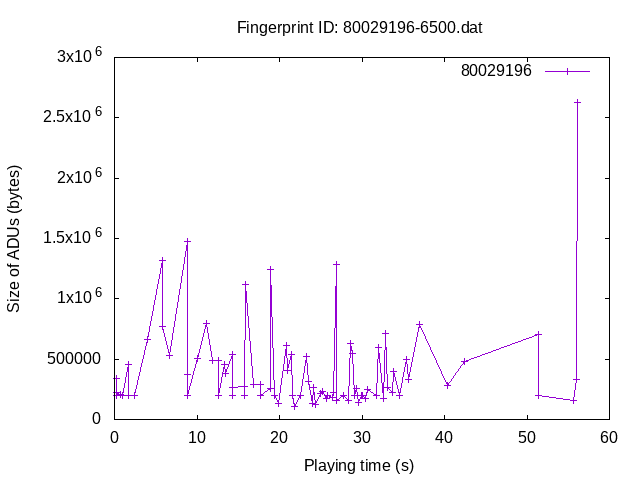 Fingerprint ID: 80029196-6500.dat
3x10^6
80029196
2.5x10^6
2x10^6
1.5x10^6
1x10^6
500000
0
Size of ADUs (bytes)
0 10 20 30 40 50 60
Playing time (s)